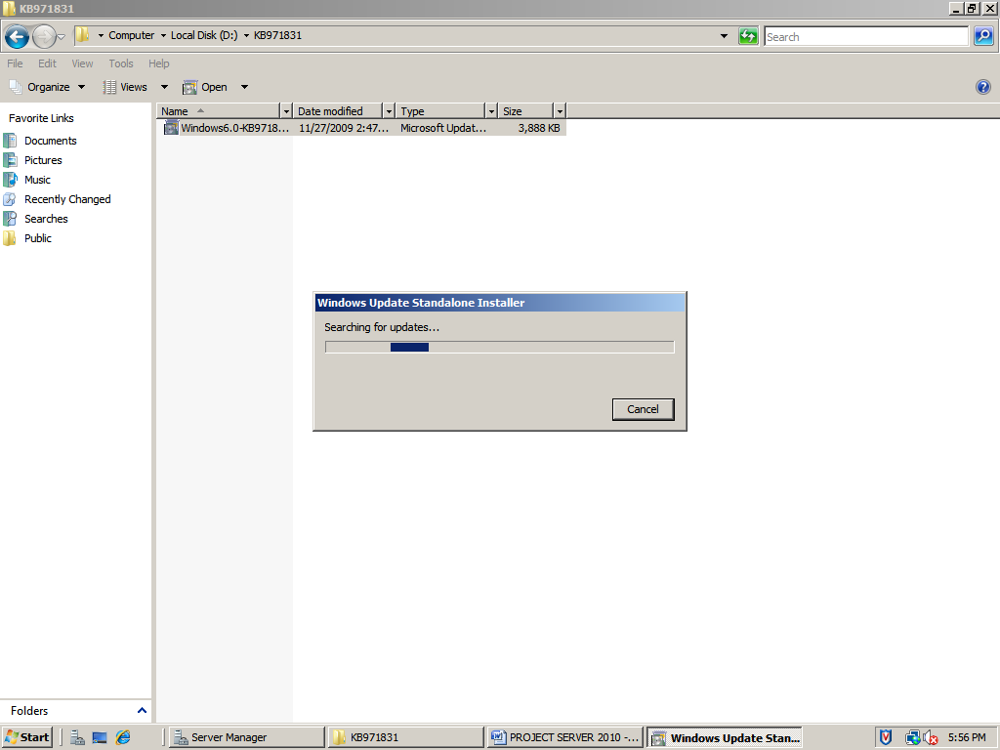 KB971831
Computer Local Disk (D:) KB971831 Search
File Edit View Tools Help
Organize Views Open
Favorite Links
Documents
Pictures
Music
Recently Changed
Searches
Public
Name Date modified Type Size
Windows6.0-KB9718... 11/27/2009 2:47... Microsoft Updat... 3,888 KB
Windows Update Standalone Installer
Searching for updates...
Cancel
Folders
Start Server Manager KB971831 PROJECT SERVER 2010 -... Windows Update Stan... 5:56 PM